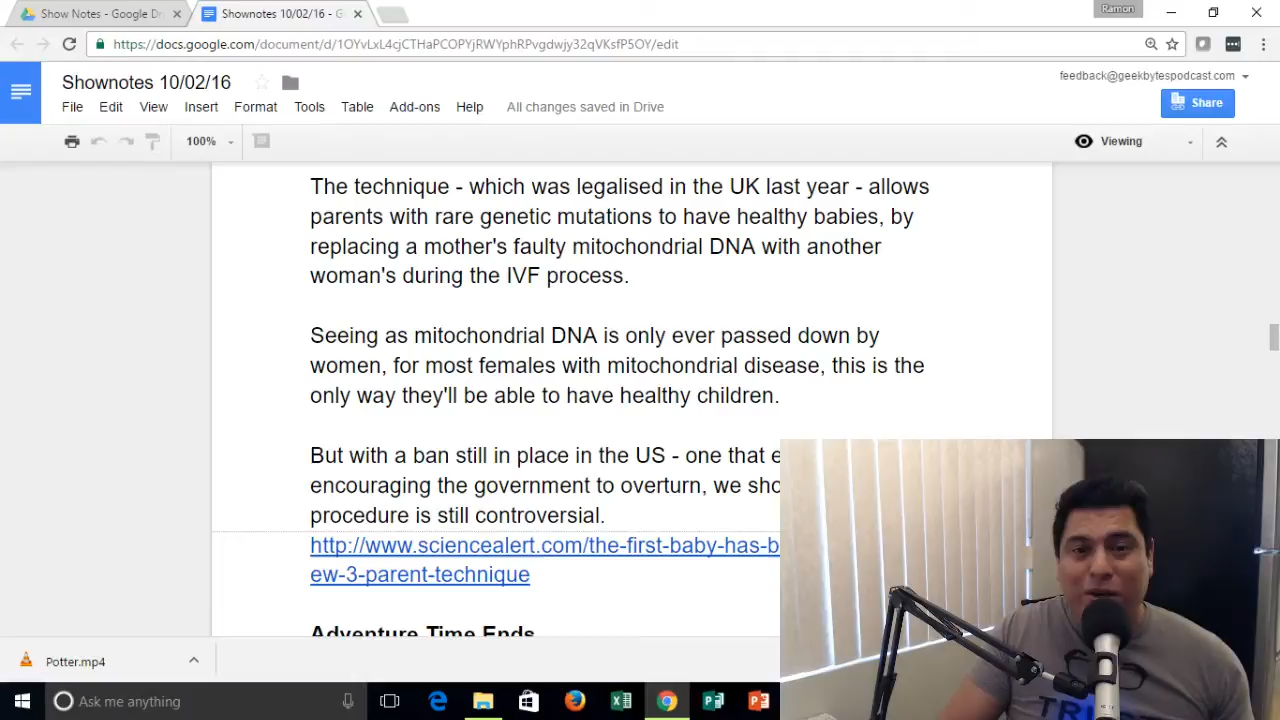 Ramon
Show Notes - Google Dr
Shownotes 10/02/16 - G
https://docs.google.com/document/d/1OYvLxL4cjCTHaPCOPYjRWYphRPvgdwjy32qVKsfP5OY/edit
Shownotes 10/02/16
feedback@geekbytespodcast.com
File Edit View Insert Format Tools Table Add-ons Help All changes saved in Drive
Share
100%
Viewing
The technique - which was legalised in the UK last year - allows
parents with rare genetic mutations to have healthy babies, by
replacing a mother's faulty mitochondrial DNA with another
woman's during the IVF process.
Seeing as mitochondrial DNA is only ever passed down by
women, for most females with mitochondrial disease, this is the
only way they'll be able to have healthy children.
But with a ban still in place in the US - one that e
encouraging the government to overturn, we sho
procedure is still controversial.
http://www.sciencealert.com/the-first-baby-has-b
ew-3-parent-technique
Adventure Time Ends
Potter.mp4
Ask me anything